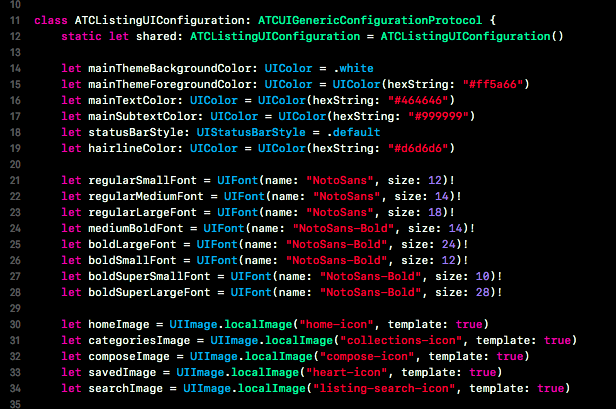 10
11 class ATCListingUIConfiguration: ATCUIGenericConfigurationProtocol {
12     static let shared: ATCListingUIConfiguration = ATCListingUIConfiguration()
13
14     let mainThemeBackgroundColor: UIColor = .white
15     let mainThemeForegroundColor: UIColor = UIColor(hexString: "#ff5a66")
16     let mainTextColor: UIColor = UIColor(hexString: "#464646")
17     let mainSubtextColor: UIColor = UIColor(hexString: "#999999")
18     let statusBarStyle: UIStatusBarStyle = .default
19     let hairlineColor: UIColor = UIColor(hexString: "#d6d6d6")
20
21     let regularSmallFont = UIFont(name: "NotoSans", size: 12)!
22     let regularMediumFont = UIFont(name: "NotoSans", size: 14)!
23     let regularLargeFont = UIFont(name: "NotoSans", size: 18)!
24     let mediumBoldFont = UIFont(name: "NotoSans-Bold", size: 14)!
25     let boldLargeFont = UIFont(name: "NotoSans-Bold", size: 24)!
26     let boldSmallFont = UIFont(name: "NotoSans-Bold", size: 12)!
27     let boldSuperSmallFont = UIFont(name: "NotoSans-Bold", size: 10)!
28     let boldSuperLargeFont = UIFont(name: "NotoSans-Bold", size: 28)!
29
30     let homeImage = UIImage.localImage("home-icon", template: true)
31     let categoriesImage = UIImage.localImage("collections-icon", template: true)
32     let composeImage = UIImage.localImage("compose-icon", template: true)
33     let savedImage = UIImage.localImage("heart-icon", template: true)
34     let searchImage = UIImage.localImage("listing-search-icon", template: true)
35